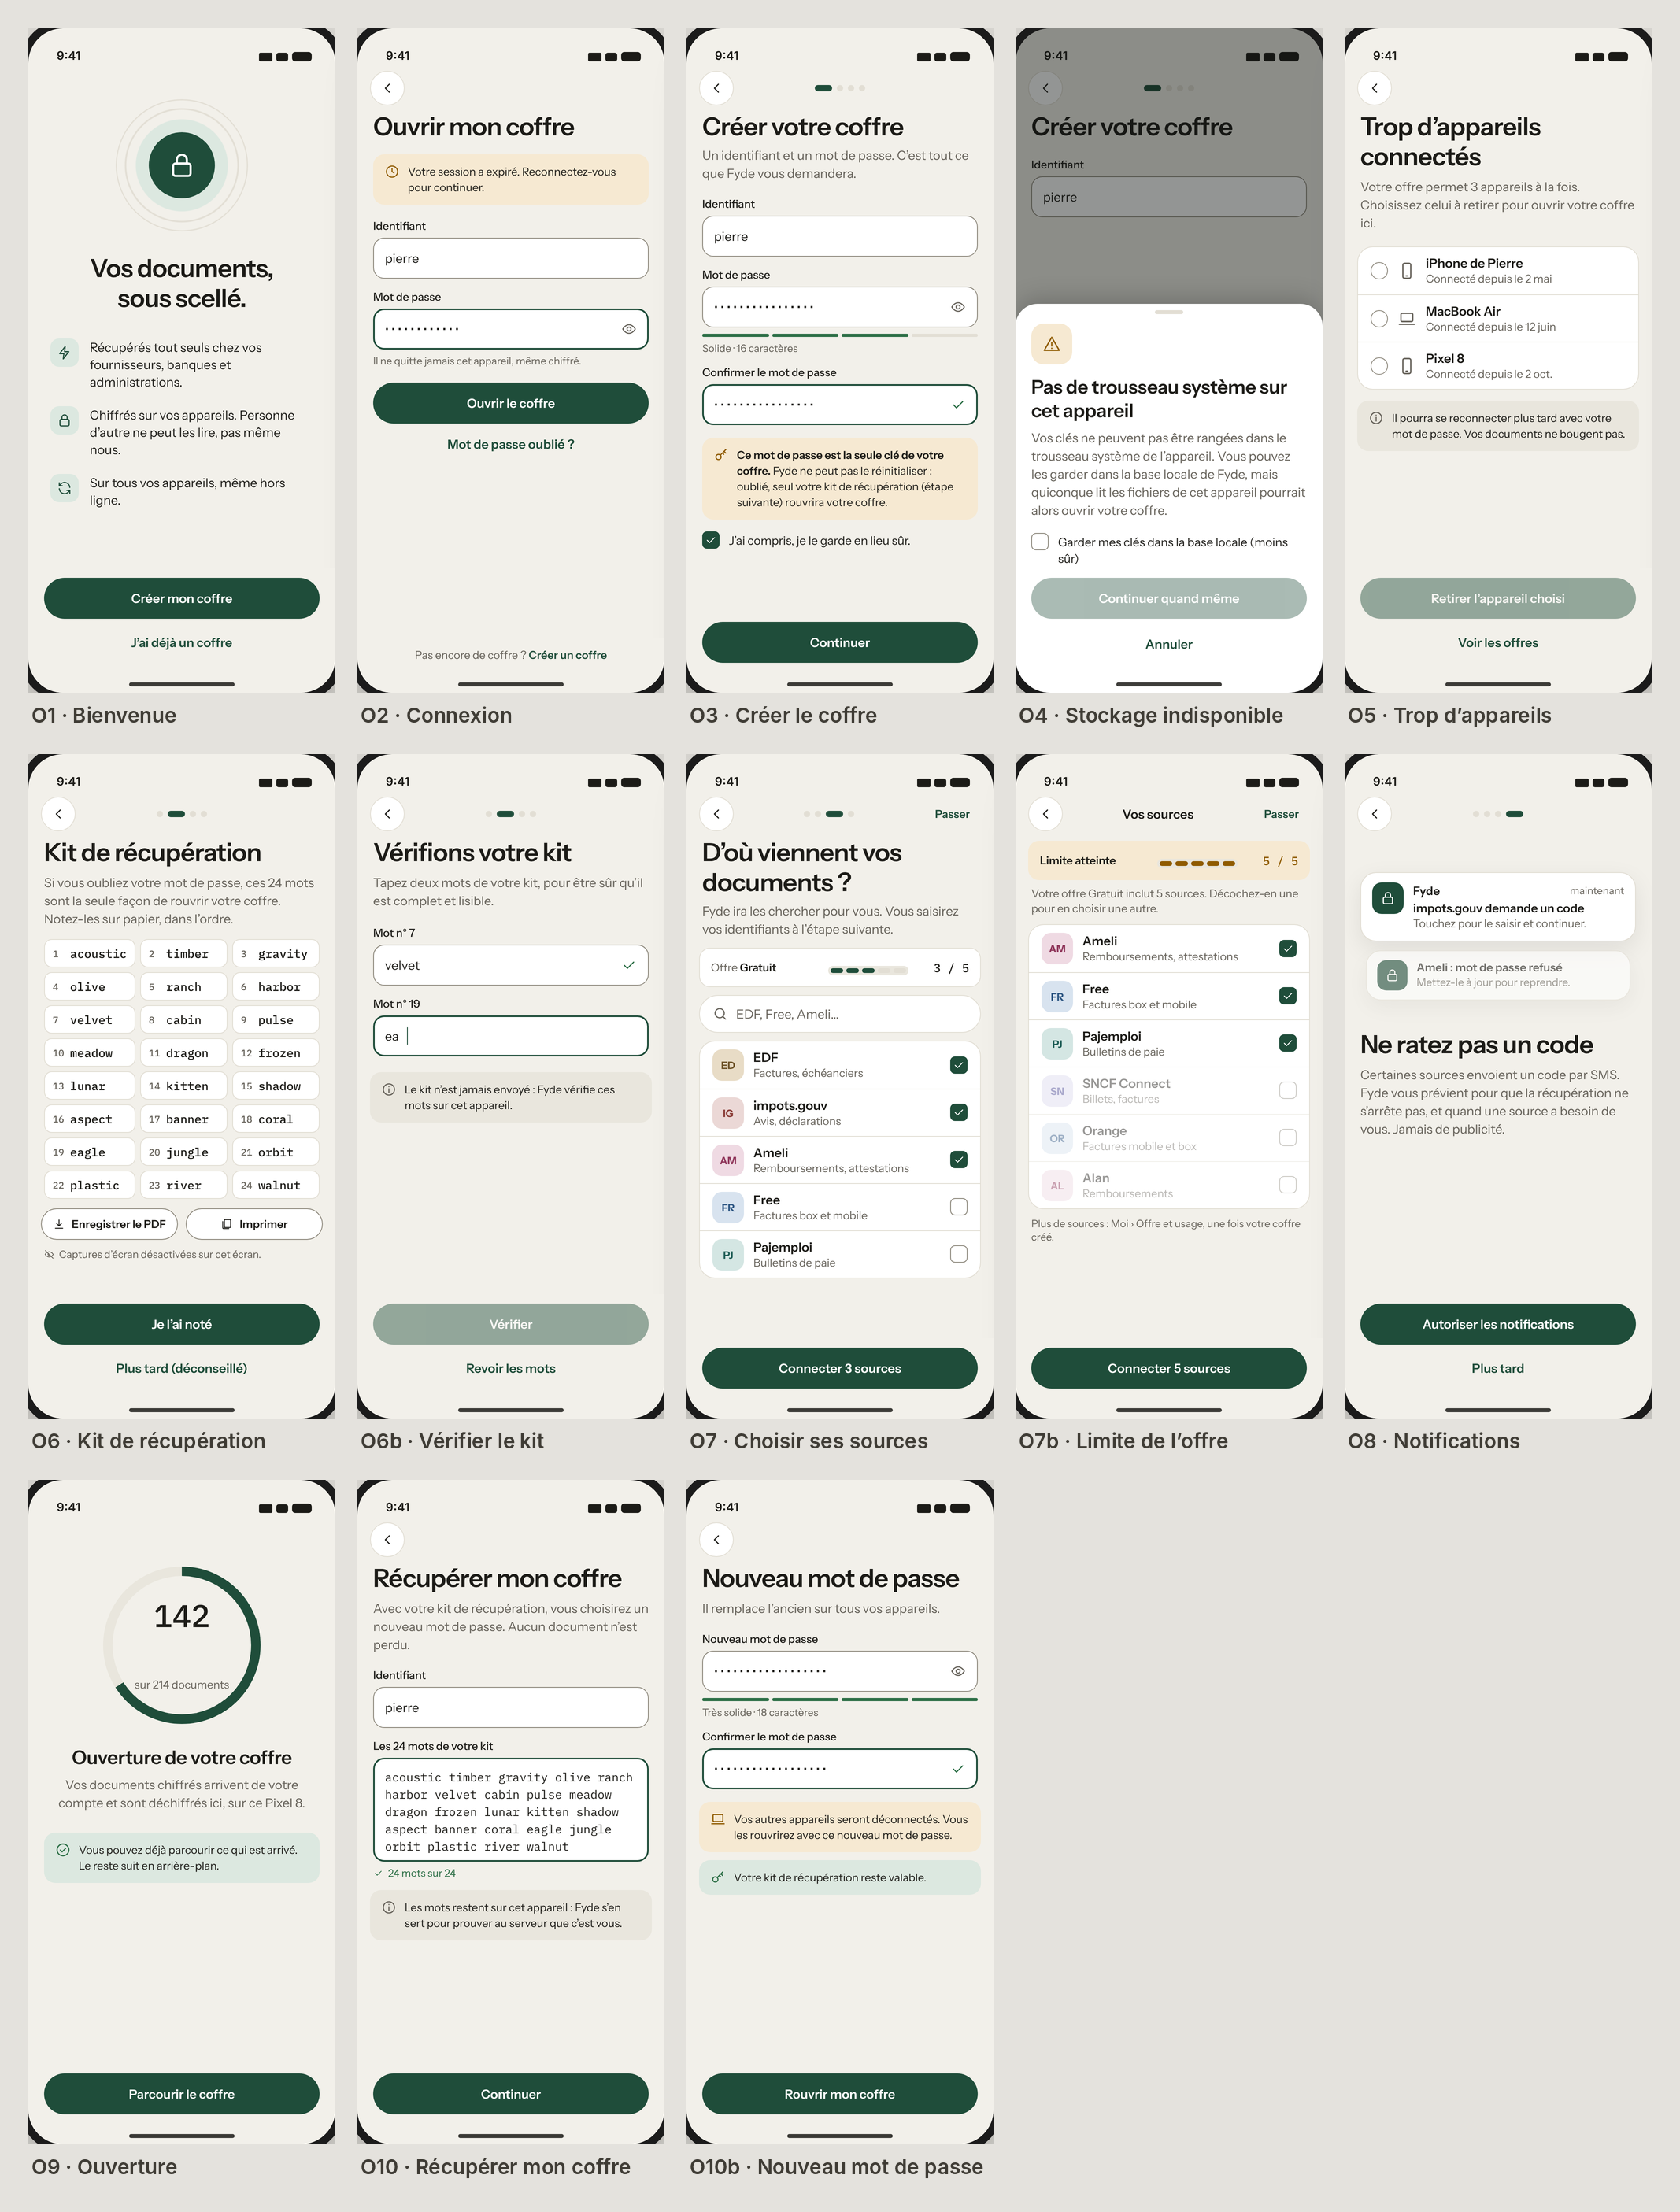 9:41
Vos documents,
sous scellé.
Récupérés tout seuls chez vos
fournisseurs, banques et
administrations.
Chiffrés sur vos appareils. Personne
d’autre ne peut les lire, pas même
nous.
Sur tous vos appareils, même hors
ligne.
Créer mon coffre
J’ai déjà un coffre
O1 · Bienvenue
9:41
Ouvrir mon coffre
Votre session a expiré. Reconnectez-vous
pour continuer.
Identifiant
pierre
Mot de passe
Il ne quitte jamais cet appareil, même chiffré.
Ouvrir le coffre
Mot de passe oublié ?
Pas encore de coffre ? Créer un coffre
O2 · Connexion
9:41
Créer votre coffre
Un identifiant et un mot de passe. C’est tout ce
que Fyde vous demandera.
Identifiant
pierre
Mot de passe
Solide · 16 caractères
Confirmer le mot de passe
Ce mot de passe est la seule clé de votre
coffre. Fyde ne peut pas le réinitialiser :
oublié, seul votre kit de récupération (étape
suivante) rouvrira votre coffre.
J’ai compris, je le garde en lieu sûr.
Continuer
O3 · Créer le coffre
9:41
Créer votre coffre
Identifiant
pierre
Pas de trousseau système sur
cet appareil
Vos clés ne peuvent pas être rangées dans le
trousseau système de l’appareil. Vous pouvez
les garder dans la base locale de Fyde, mais
quiconque lit les fichiers de cet appareil pourrait
alors ouvrir votre coffre.
Garder mes clés dans la base locale (moins
sûr)
Continuer quand même
Annuler
O4 · Stockage indisponible
9:41
Trop d’appareils
connectés
Votre offre permet 3 appareils à la fois.
Choisissez celui à retirer pour ouvrir votre coffre
ici.
iPhone de Pierre
Connecté depuis le 2 mai
MacBook Air
Connecté depuis le 12 juin
Pixel 8
Connecté depuis le 2 oct.
Il pourra se reconnecter plus tard avec votre
mot de passe. Vos documents ne bougent pas.
Retirer l’appareil choisi
Voir les offres
O5 · Trop d’appareils
9:41
Kit de récupération
Si vous oubliez votre mot de passe, ces 24 mots
sont la seule façon de rouvrir votre coffre.
Notez-les sur papier, dans l’ordre.
1 acoustic 2 timber 3 gravity
4 olive 5 ranch 6 harbor
7 velvet 8 cabin 9 pulse
10 meadow 11 dragon 12 frozen
13 lunar 14 kitten 15 shadow
16 aspect 17 banner 18 coral
19 eagle 20 jungle 21 orbit
22 plastic 23 river 24 walnut
Enregistrer le PDF Imprimer
Captures d’écran désactivées sur cet écran.
Je l’ai noté
Plus tard (déconseillé)
O6 · Kit de récupération
9:41
Vérifions votre kit
Tapez deux mots de votre kit, pour être sûr qu’il
est complet et lisible.
Mot n° 7
velvet
Mot n° 19
ea
Le kit n’est jamais envoyé : Fyde vérifie ces
mots sur cet appareil.
Vérifier
Revoir les mots
O6b · Vérifier le kit
9:41
Passer
D’où viennent vos
documents ?
Fyde ira les chercher pour vous. Vous saisirez
vos identifiants à l’étape suivante.
Offre Gratuit 3 / 5
EDF, Free, Ameli…
ED EDF
Factures, échéanciers
IG impots.gouv
Avis, déclarations
AM Ameli
Remboursements, attestations
FR Free
Factures box et mobile
PJ Pajemploi
Bulletins de paie
Connecter 3 sources
O7 · Choisir ses sources
9:41
Vos sources Passer
Limite atteinte 5 / 5
Votre offre Gratuit inclut 5 sources. Décochez-en une
pour en choisir une autre.
AM Ameli
Remboursements, attestations
FR Free
Factures box et mobile
PJ Pajemploi
Bulletins de paie
SN SNCF Connect
Billets, factures
OR Orange
Factures mobile et box
AL Alan
Remboursements
Plus de sources : Moi › Offre et usage, une fois votre coffre
créé.
Connecter 5 sources
O7b · Limite de l’offre
9:41
Fyde maintenant
impots.gouv demande un code
Touchez pour le saisir et continuer.
Ameli : mot de passe refusé
Mettez-le à jour pour reprendre.
Ne ratez pas un code
Certaines sources envoient un code par SMS.
Fyde vous prévient pour que la récupération ne
s’arrête pas, et quand une source a besoin de
vous. Jamais de publicité.
Autoriser les notifications
Plus tard
O8 · Notifications
9:41
142
sur 214 documents
Ouverture de votre coffre
Vos documents chiffrés arrivent de votre
compte et sont déchiffrés ici, sur ce Pixel 8.
Vous pouvez déjà parcourir ce qui est arrivé.
Le reste suit en arrière-plan.
Parcourir le coffre
O9 · Ouverture
9:41
Récupérer mon coffre
Avec votre kit de récupération, vous choisirez un
nouveau mot de passe. Aucun document n’est
perdu.
Identifiant
pierre
Les 24 mots de votre kit
acoustic timber gravity olive ranch
harbor velvet cabin pulse meadow
dragon frozen lunar kitten shadow
aspect banner coral eagle jungle
orbit plastic river walnut
24 mots sur 24
Les mots restent sur cet appareil : Fyde s’en
sert pour prouver au serveur que c’est vous.
Continuer
O10 · Récupérer mon coffre
9:41
Nouveau mot de passe
Il remplace l’ancien sur tous vos appareils.
Nouveau mot de passe
Très solide · 18 caractères
Confirmer le mot de passe
Vos autres appareils seront déconnectés. Vous
les rouvrirez avec ce nouveau mot de passe.
Votre kit de récupération reste valable.
Rouvrir mon coffre
O10b · Nouveau mot de passe